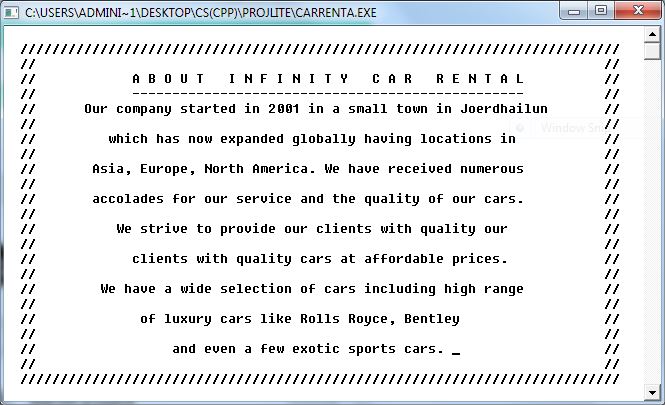 C:\USERS\ADMINI~1\DESKTOP\CS(CPP)\PROJLITE\CARRENTA.EXE
A B O U T   I N F I N I T Y   C A R   R E N T A L
Our company started in 2001 in a small town in Joerdhailun
which has now expanded globally having locations in
Asia, Europe, North America. We have received numerous
accolades for our service and the quality of our cars.
We strive to provide our clients with quality our
clients with quality cars at affordable prices.
We have a wide selection of cars including high range
of luxury cars like Rolls Royce, Bentley
and even a few exotic sports cars. _